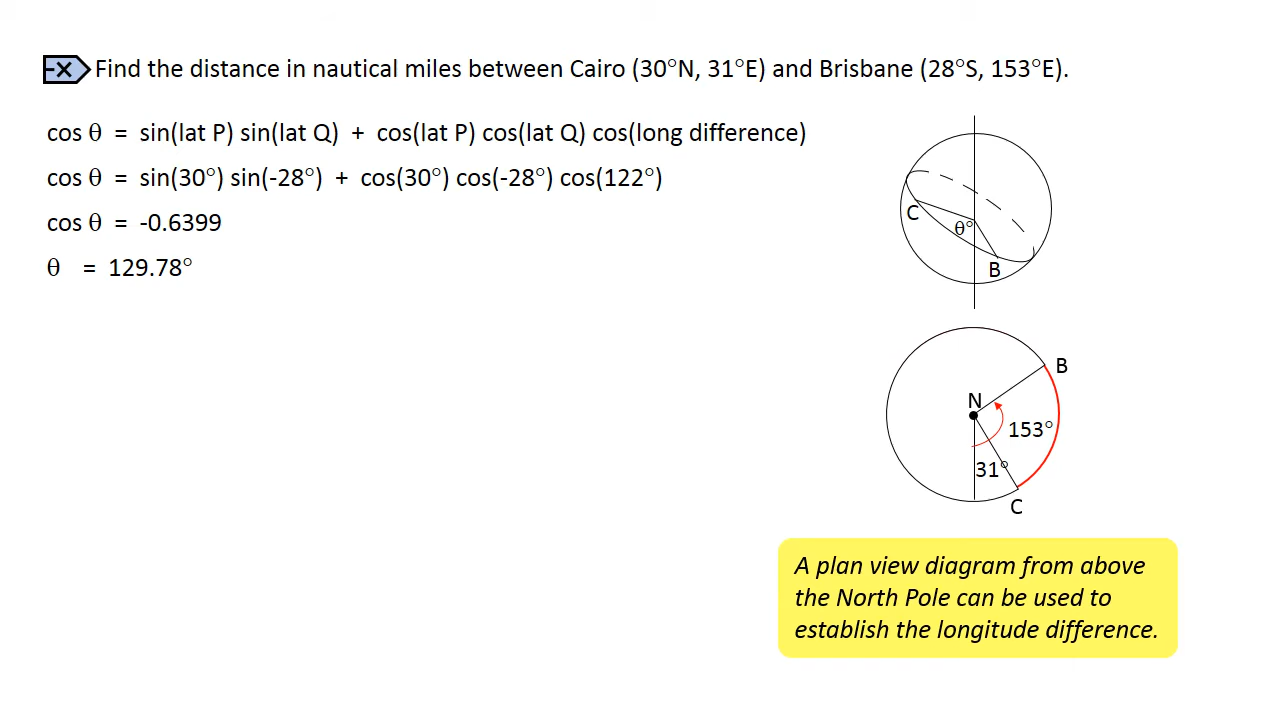 Ex Find the distance in nautical miles between Cairo (30°N, 31°E) and Brisbane (28°S, 153°E).
cos θ = sin(lat P) sin(lat Q) + cos(lat P) cos(lat Q) cos(long difference)
cos θ = sin(30°) sin(-28°) + cos(30°) cos(-28°) cos(122°)
cos θ = -0.6399
θ = 129.78°
C
θ°
B
B
N
153°
31°
C
A plan view diagram from above
the North Pole can be used to
establish the longitude difference.